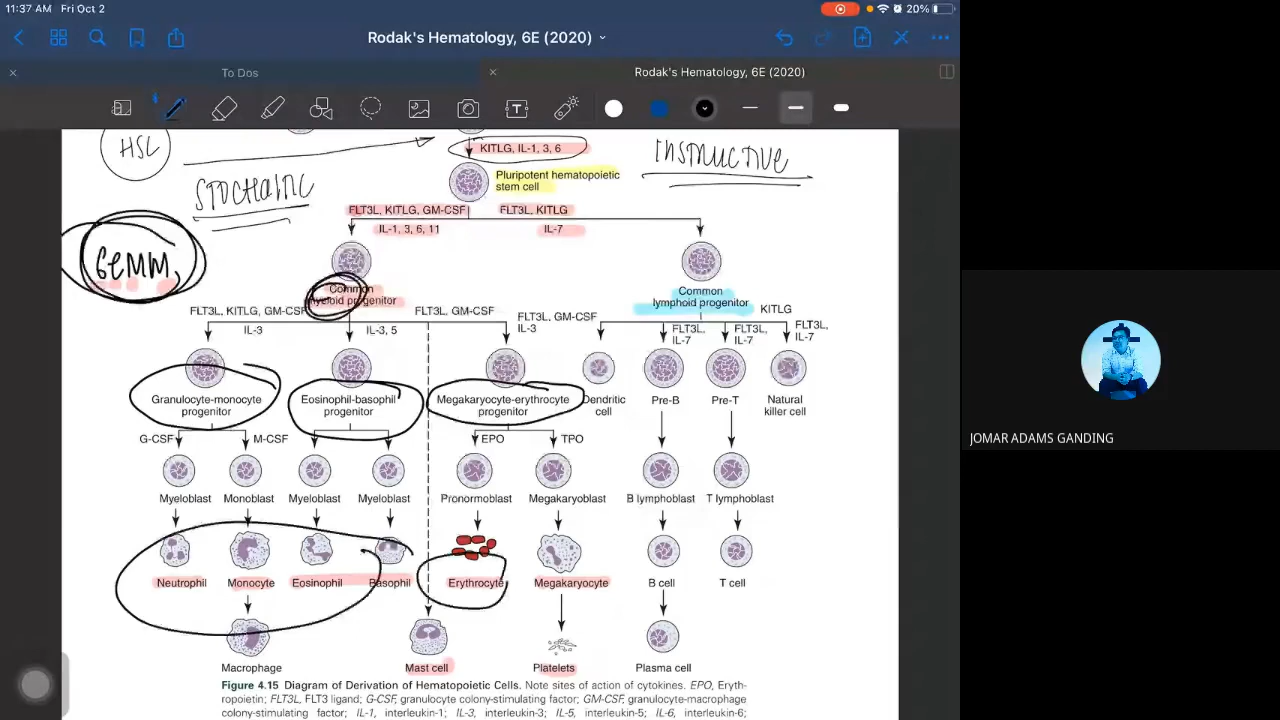 11:37 AM Fri Oct 2
20%
Rodak's Hematology, 6E (2020)
To Dos
Rodak's Hematology, 6E (2020)
HSC
KITLG, IL-1, 3, 6
INSTRUCTIVE
Pluripotent hematopoietic
stem cell
STOCHASTIC
FLT3L, KITLG, GM-CSF
FLT3L, KITLG
IL-1, 3, 6, 11
IL-7
GEMM
Common
myeloid progenitor
Common
lymphoid progenitor
KITLG
FLT3L, KITLG, GM-CSF
IL-3
IL-3, 5
FLT3L, GM-CSF
FLT3L, GM-CSF
IL-3
FLT3L,
IL-7
FLT3L,
IL-7
FLT3L,
IL-7
Granulocyte-monocyte
progenitor
Eosinophil-basophil
progenitor
Megakaryocyte-erythrocyte
progenitor
Dendritic
cell
Pre-B
Pre-T
Natural
killer cell
G-CSF
M-CSF
EPO
TPO
Myeloblast
Monoblast
Myeloblast
Myeloblast
Pronormoblast
Megakaryoblast
B lymphoblast
T lymphoblast
Neutrophil
Monocyte
Eosinophil
Basophil
Erythrocyte
Megakaryocyte
B cell
T cell
Macrophage
Mast cell
Platelets
Plasma cell
Figure 4.15 Diagram of Derivation of Hematopoietic Cells. Note sites of action of cytokines. EPO, Eryth-
ropoietin; FLT3L, FLT3 ligand; G-CSF, granulocyte colony-stimulating factor; GM-CSF, granulocyte-macrophage
colony-stimulating factor; IL-1, interleukin-1; IL-3, interleukin-3; IL-5, interleukin-5; IL-6, interleukin-6;
JOMAR ADAMS GANDING